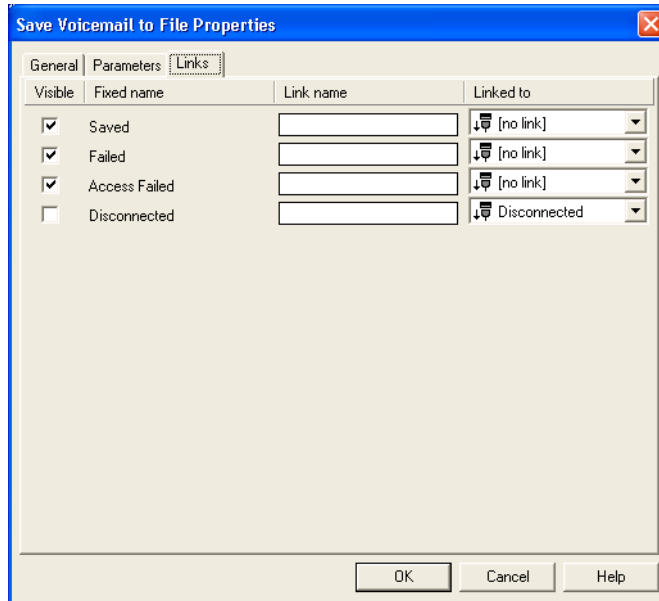 Save Voicemail to File Properties
General Parameters Links
Visible Fixed name Link name Linked to
Saved [no link]
Failed [no link]
Access Failed [no link]
Disconnected Disconnected
OK Cancel Help